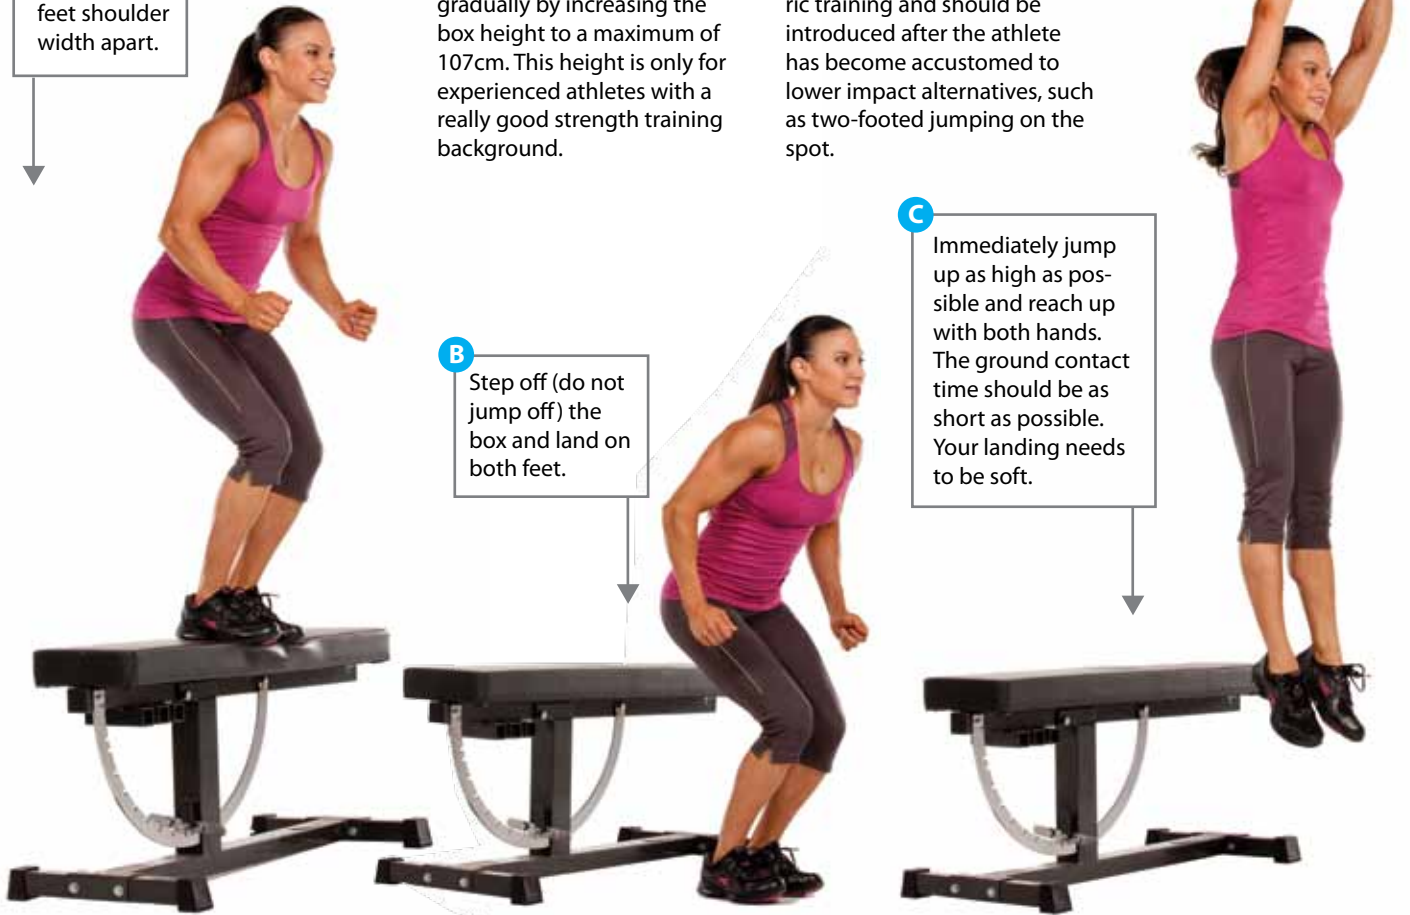 feet shoulder
width apart.
gradually by increasing the
box height to a maximum of
107cm. This height is only for
experienced athletes with a
really good strength training
background.
ric training and should be
introduced after the athlete
has become accustomed to
lower impact alternatives, such
as two-footed jumping on the
spot.
B
Step off (do not
jump off) the
box and land on
both feet.
C
Immediately jump
up as high as pos-
sible and reach up
with both hands.
The ground contact
time should be as
short as possible.
Your landing needs
to be soft.